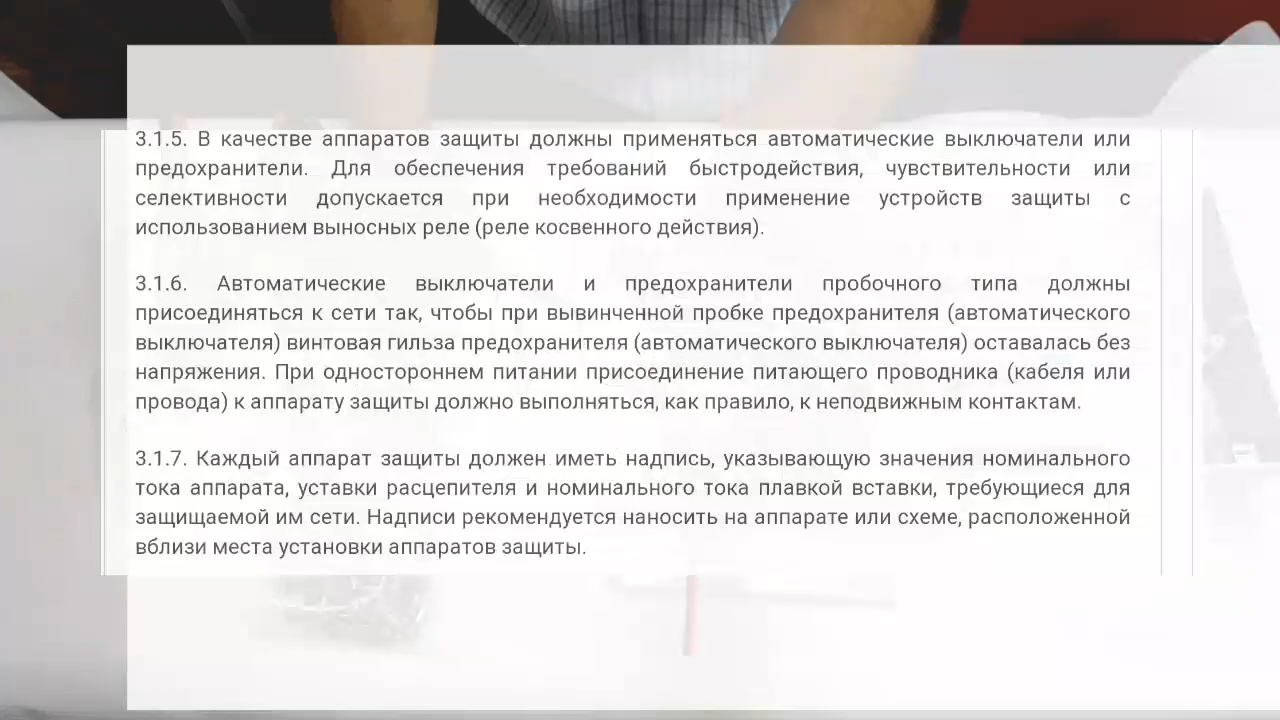 3.1.5. В качестве аппаратов защиты должны применяться автоматические выключатели или
предохранители. Для обеспечения требований быстродействия, чувствительности или
селективности допускается при необходимости применение устройств защиты с
использованием выносных реле (реле косвенного действия).
3.1.6. Автоматические выключатели и предохранители пробочного типа должны
присоединяться к сети так, чтобы при вывинченной пробке предохранителя (автоматического
выключателя) винтовая гильза предохранителя (автоматического выключателя) оставалась без
напряжения. При одностороннем питании присоединение питающего проводника (кабеля или
провода) к аппарату защиты должно выполняться, как правило, к неподвижным контактам.
3.1.7. Каждый аппарат защиты должен иметь надпись, указывающую значения номинального
тока аппарата, уставки расцепителя и номинального тока плавкой вставки, требующиеся для
защищаемой им сети. Надписи рекомендуется наносить на аппарате или схеме, расположенной
вблизи места установки аппаратов защиты.